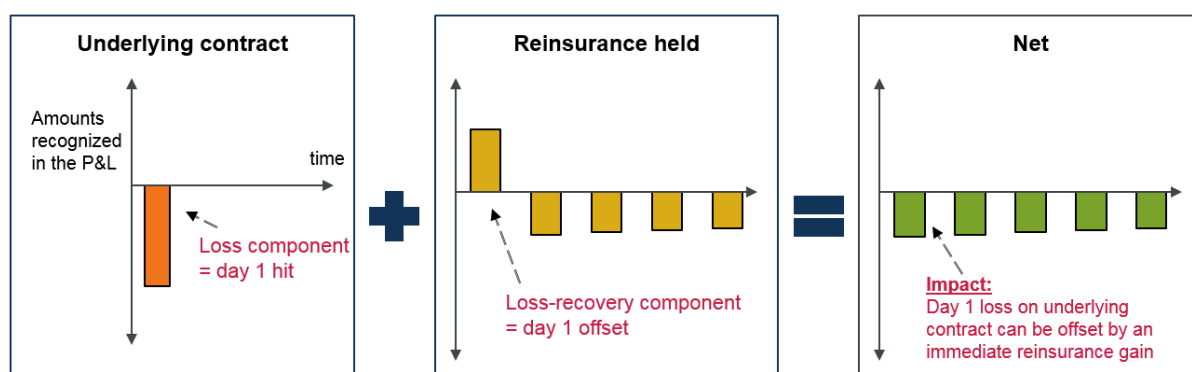 Underlying contract
Amounts
recognized
in the P&L
time
Loss component
= day 1 hit
Reinsurance held
Loss-recovery component
= day 1 offset
Net
Impact:
Day 1 loss on underlying
contract can be offset by an
immediate reinsurance gain